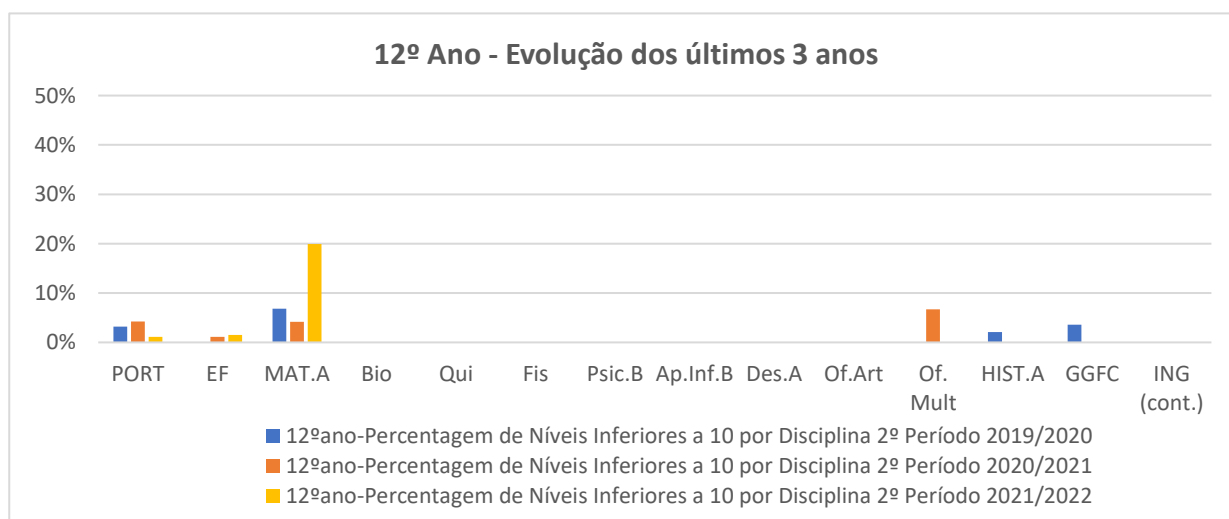 12º Ano - Evolução dos últimos 3 anos
50%
40%
30%
20%
10%
0%
PORT EF MAT.A Bio Qui Fis Psic.B Ap.Inf.B Des.A Of.Art Of. HIST.A GGFC ING
Mult (cont.)
12ºano-Percentagem de Níveis Inferiores a 10 por Disciplina 2º Período 2019/2020
12ºano-Percentagem de Níveis Inferiores a 10 por Disciplina 2º Período 2020/2021
12ºano-Percentagem de Níveis Inferiores a 10 por Disciplina 2º Período 2021/2022